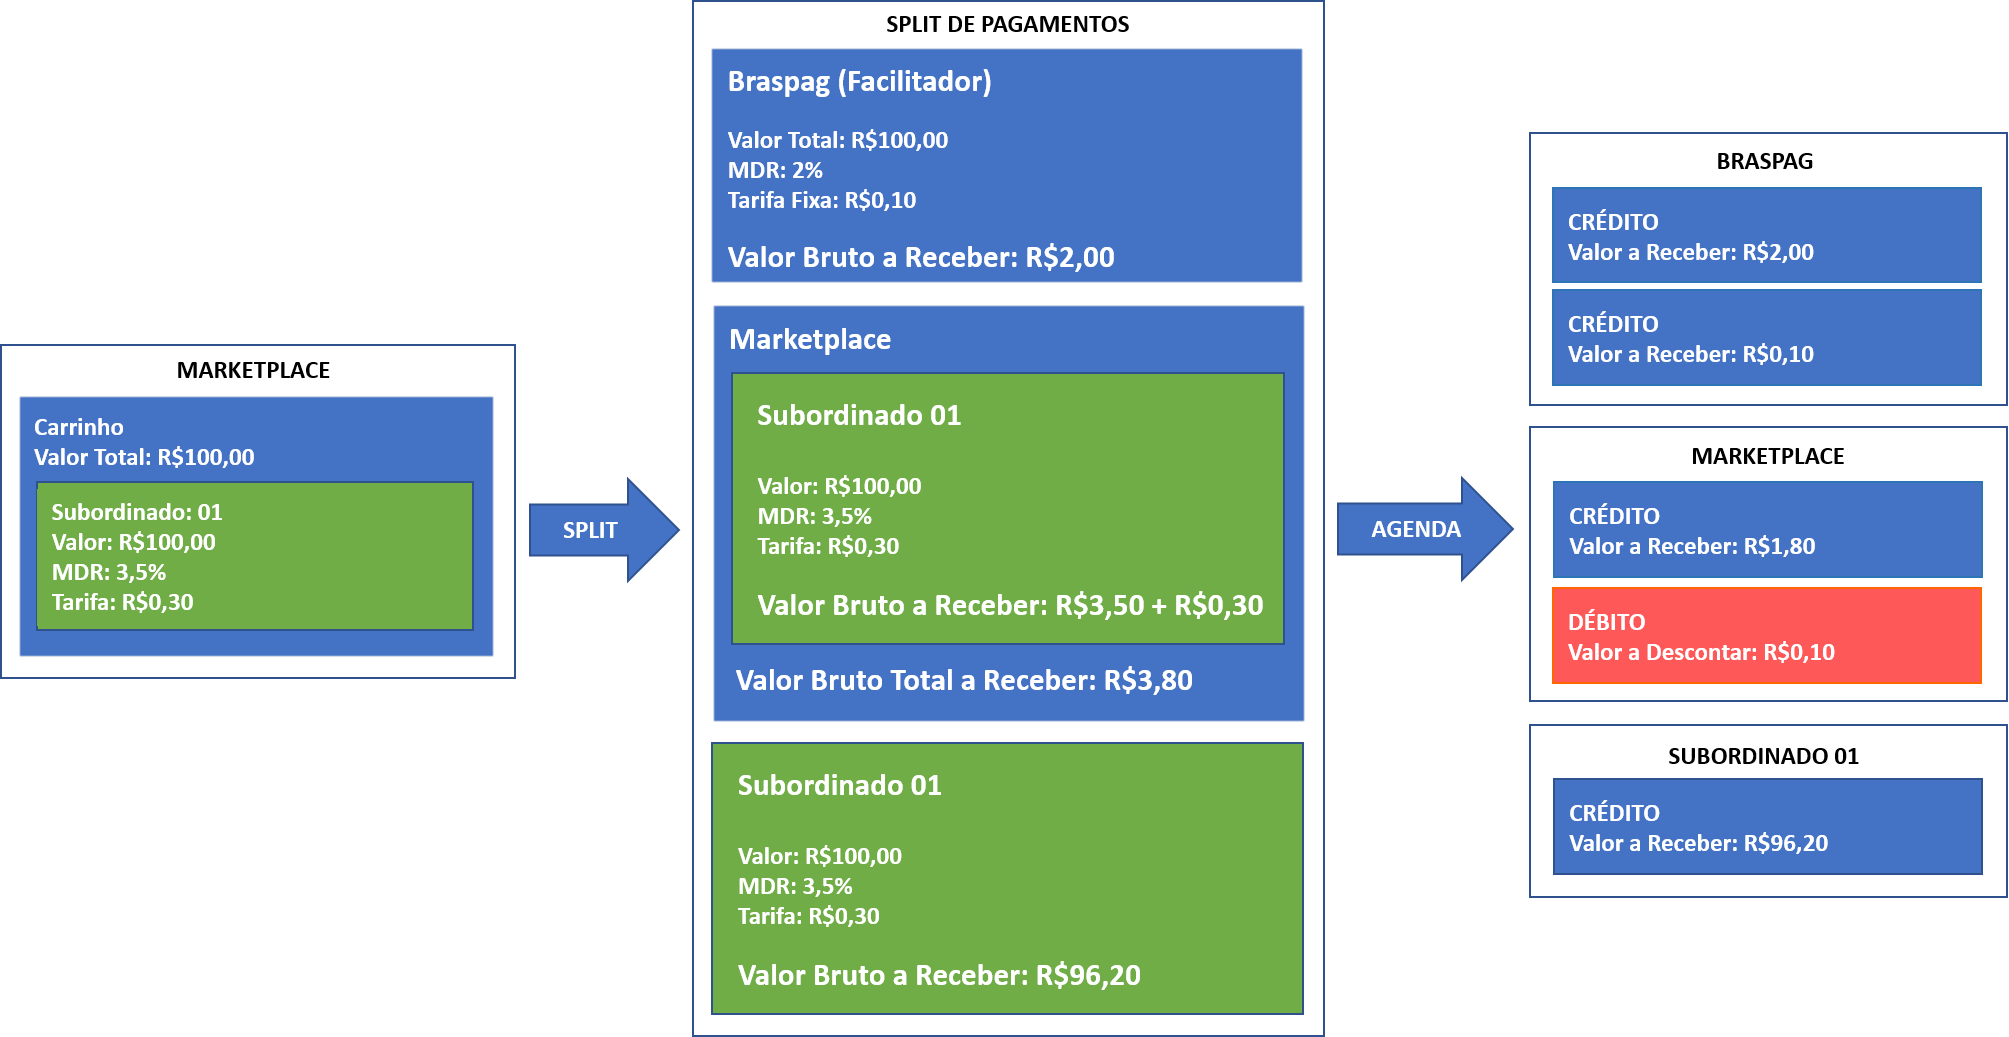 MARKETPLACE
Carrinho
Valor Total: R$100,00
Subordinado: 01
Valor: R$100,00
MDR: 3,5%
Tarifa: R$0,30
SPLIT
SPLIT DE PAGAMENTOS
Braspag (Facilitador)
Valor Total: R$100,00
MDR: 2%
Tarifa Fixa: R$0,10
Valor Bruto a Receber: R$2,00
Marketplace
Subordinado 01
Valor: R$100,00
MDR: 3,5%
Tarifa: R$0,30
Valor Bruto a Receber: R$3,50 + R$0,30
Valor Bruto Total a Receber: R$3,80
Subordinado 01
Valor: R$100,00
MDR: 3,5%
Tarifa: R$0,30
Valor Bruto a Receber: R$96,20
AGENDA
BRASPAG
CRÉDITO
Valor a Receber: R$2,00
CRÉDITO
Valor a Receber: R$0,10
MARKETPLACE
CRÉDITO
Valor a Receber: R$1,80
DÉBITO
Valor a Descontar: R$0,10
SUBORDINADO 01
CRÉDITO
Valor a Receber: R$96,20